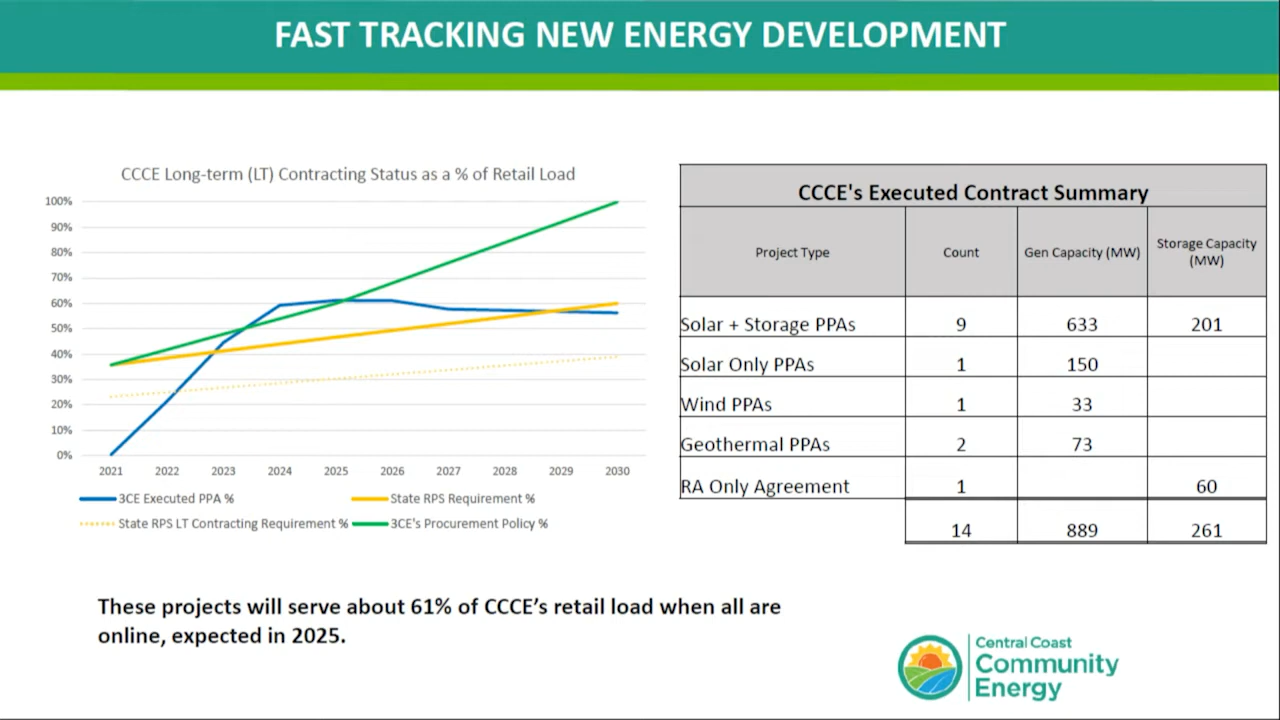 FAST TRACKING NEW ENERGY DEVELOPMENT
CCCE Long-term (LT) Contracting Status as a % of Retail Load
100%
90%
80%
70%
60%
50%
40%
30%
20%
10%
0%
2021 2022 2023 2024 2025 2026 2027 2028 2029 2030
3CE Executed PPA % State RPS Requirement %
State RPS LT Contracting Requirement % 3CE's Procurement Policy %
CCCE's Executed Contract Summary
Project Type Count Gen Capacity (MW) Storage Capacity
(MW)
Solar + Storage PPAs 9 633 201
Solar Only PPAs 1 150
Wind PPAs 1 33
Geothermal PPAs 2 73
RA Only Agreement 1 60
14 889 261
These projects will serve about 61% of CCCE’s retail load when all are
online, expected in 2025.
Central Coast
Community
Energy